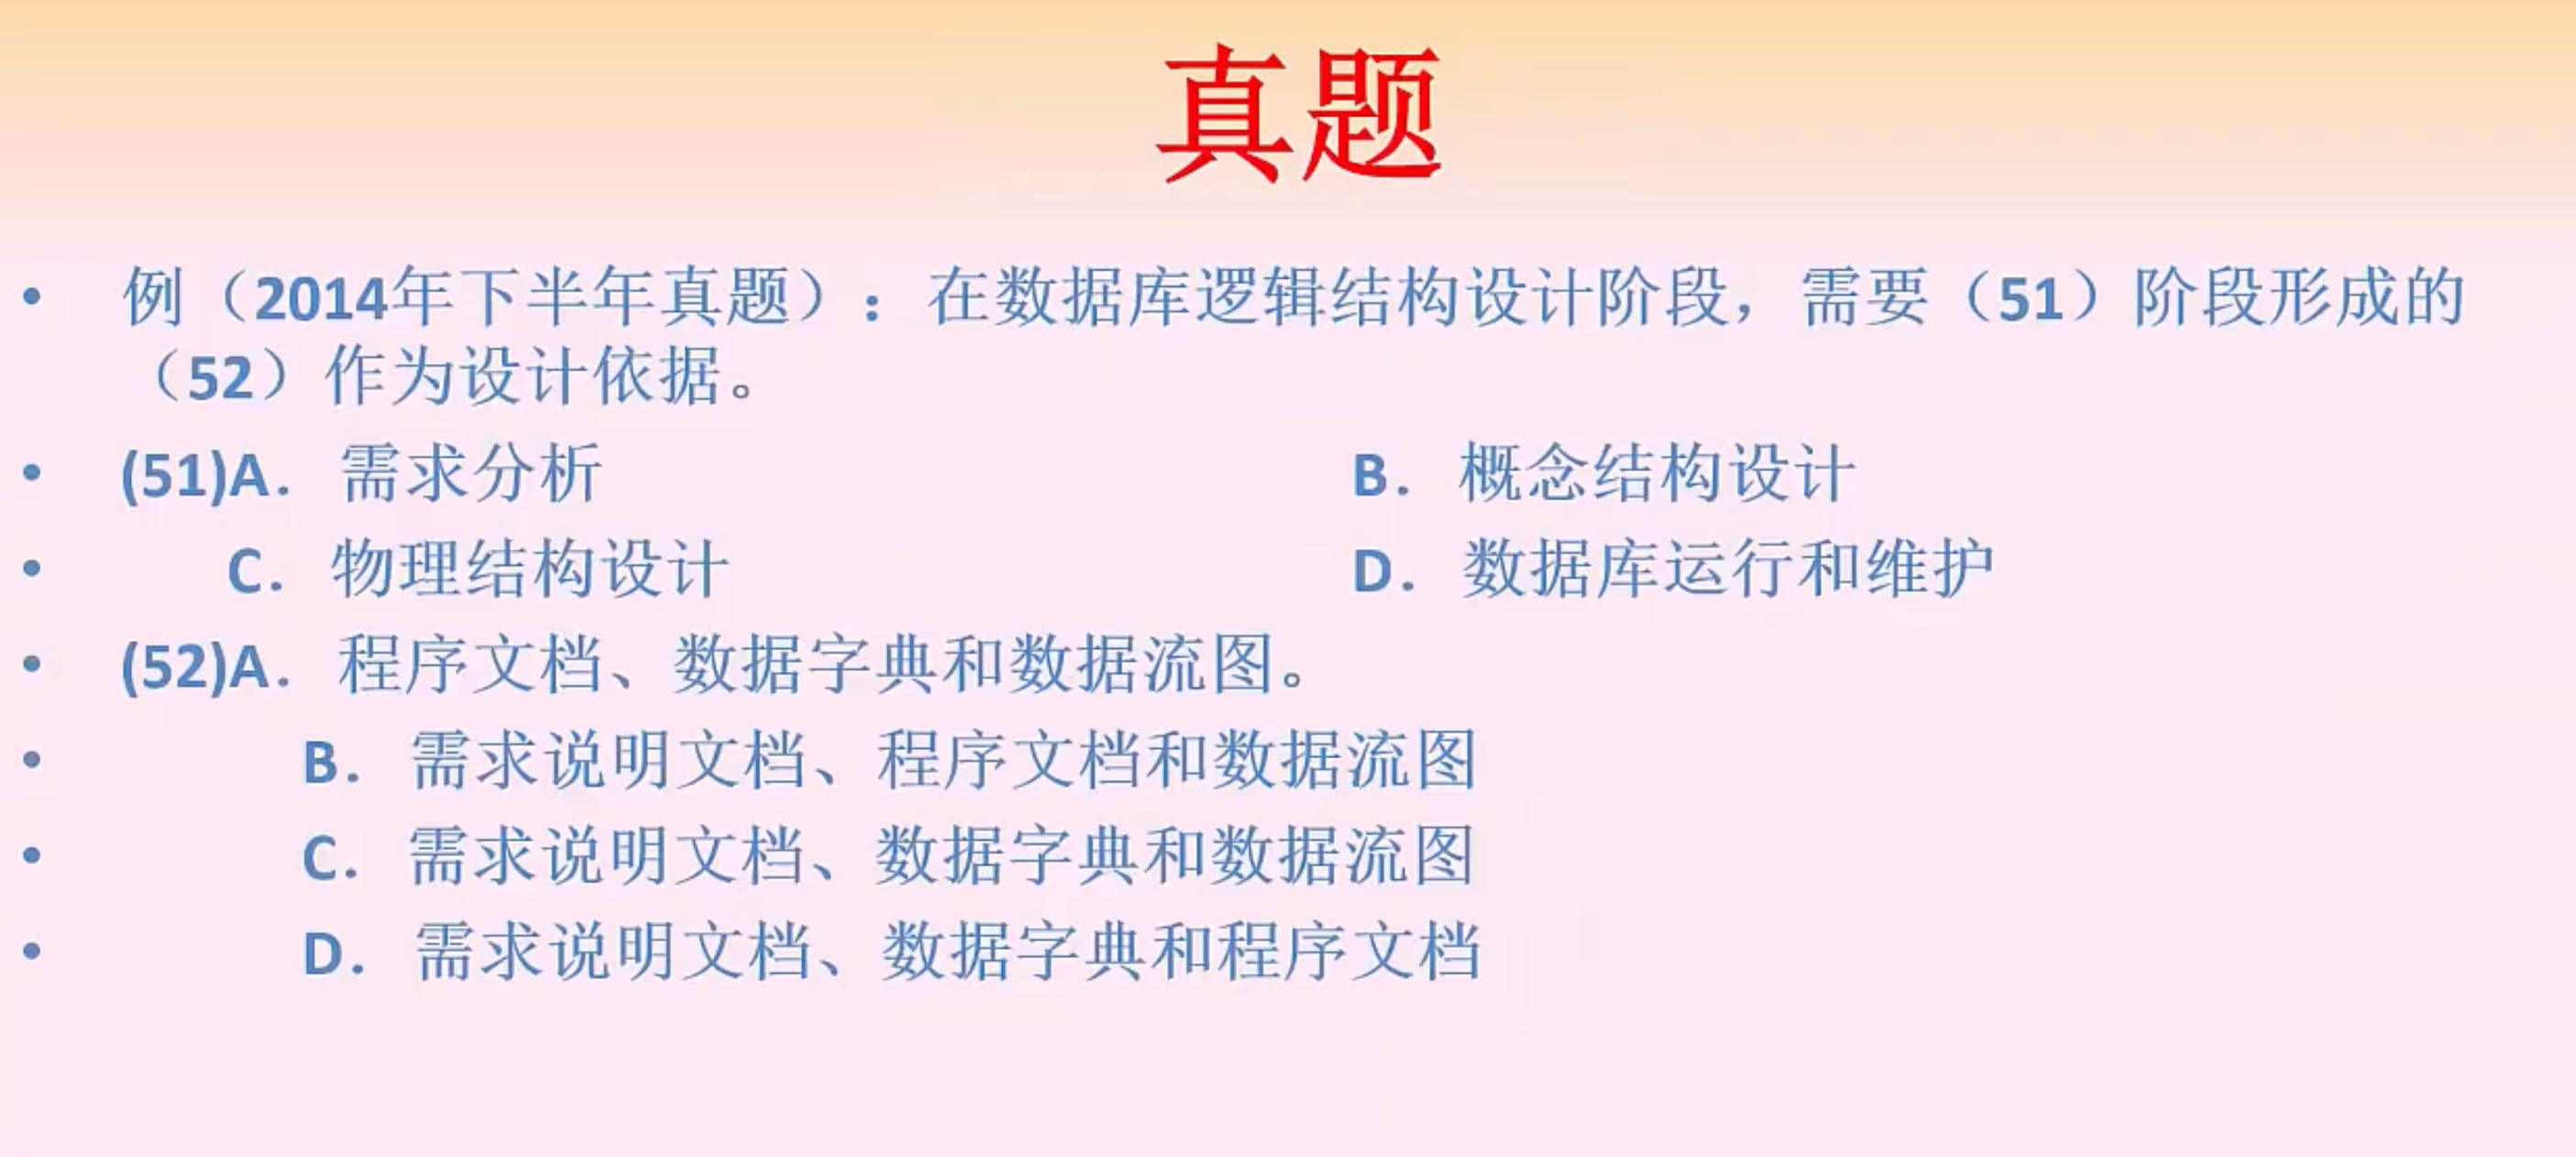 真题
• 例（2014年下半年真题）：在数据库逻辑结构设计阶段，需要（51）阶段形成的
（52）作为设计依据。
• (51)A. 需求分析 B. 概念结构设计
• C. 物理结构设计 D. 数据库运行和维护
• (52)A. 程序文档、数据字典和数据流图。
• B. 需求说明文档、程序文档和数据流图
• C. 需求说明文档、数据字典和数据流图
• D. 需求说明文档、数据字典和程序文档